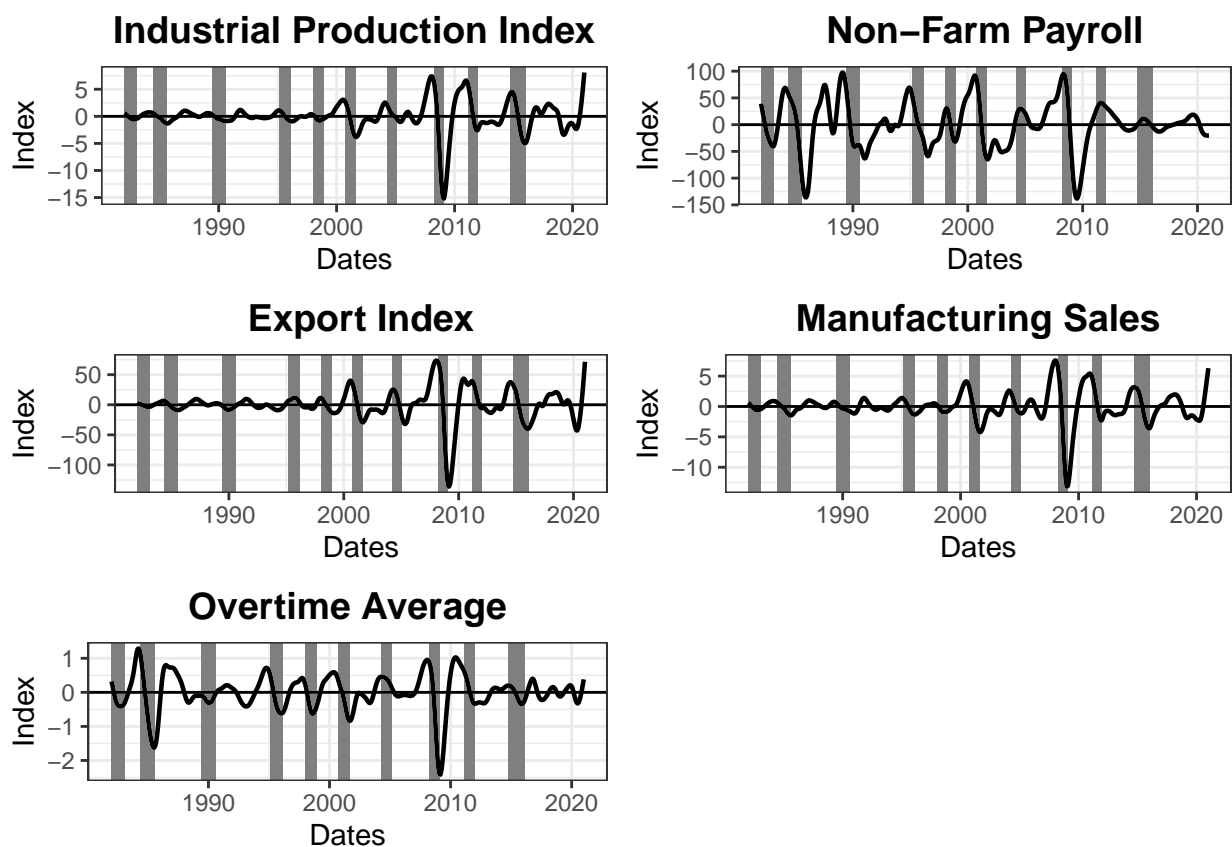 Industrial Production Index
5
0
−5
−10
−15
Index
1990 2000 2010 2020
Dates
Non−Farm Payroll
100
50
0
−50
−100
−150
Index
1990 2000 2010 2020
Dates
Export Index
50
0
−50
−100
Index
1990 2000 2010 2020
Dates
Manufacturing Sales
5
0
−5
−10
Index
1990 2000 2010 2020
Dates
Overtime Average
1
0
−1
−2
Index
1990 2000 2010 2020
Dates